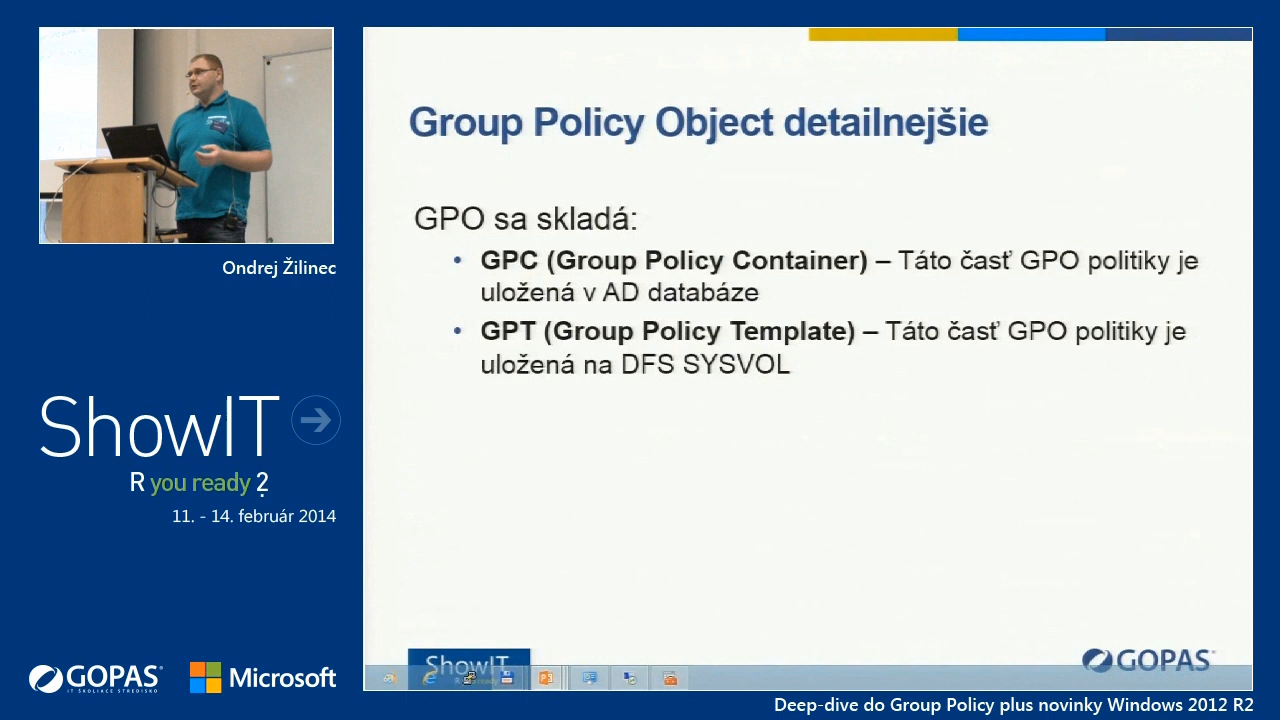 Group Policy Object detailnejšie
GPO sa skladá:
• GPC (Group Policy Container) – Táto časť GPO politiky je
uložená v AD databáze
• GPT (Group Policy Template) – Táto časť GPO politiky je
uložená na DFS SYSVOL
ShowIT
GOPAS
Ondrej Žilinec
ShowIT
R you ready ?
11. - 14. február 2014
GOPAS
IT ŠKOLIACE STREDISKO
Microsoft
Deep-dive do Group Policy plus novinky Windows 2012 R2